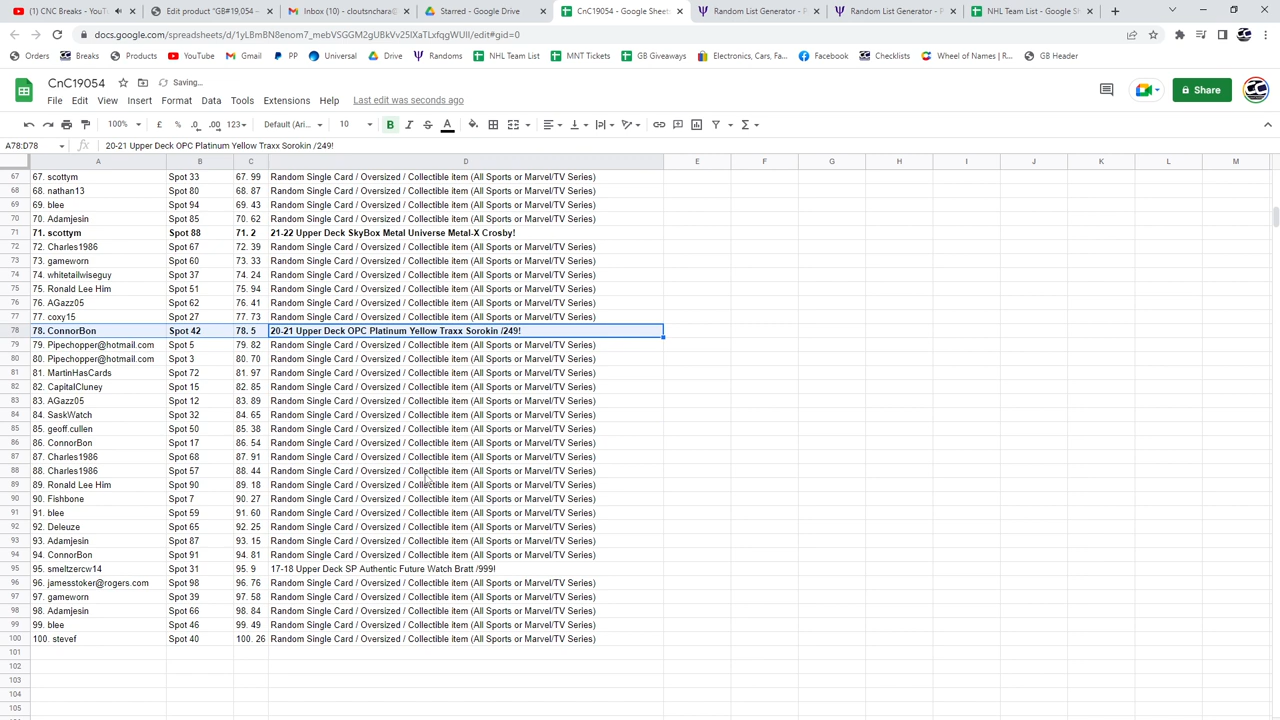 (1) CNC Breaks - YouT
Edit product "GB#19,054 -
Inbox (10) - cloutsnchara@
Starred - Google Drive
CnC19054 - Google Sheets
Random List Generator - P
Random List Generator - P
NHL Team List - Google Sh
docs.google.com/spreadsheets/d/1yLBmBN8enom7_mebVSGGM2gUBkVv25IXaTLxfqgWUII/edit#gid=0
Orders Breaks Products YouTube Gmail PP Universal Drive Randoms NHL Team List MNT Tickets GB Giveaways Electronics, Cars, Fa... Facebook Checklists Wheel of Names | R... GB Header
CnC19054 Saving...
File Edit View Insert Format Data Tools Extensions Help Last edit was seconds ago
Share
100% £ % .0 .00 123 Default (Ari... 10 B I S A
A78:D78 fx 20-21 Upper Deck OPC Platinum Yellow Traxx Sorokin /249!
A B C D E F G H I J K L M
67 67. scottym Spot 33 67. 99 Random Single Card / Oversized / Collectible item (All Sports or Marvel/TV Series)
68 68. nathan13 Spot 80 68. 87 Random Single Card / Oversized / Collectible item (All Sports or Marvel/TV Series)
69 69. blee Spot 94 69. 43 Random Single Card / Oversized / Collectible item (All Sports or Marvel/TV Series)
70 70. Adamjesin Spot 85 70. 62 Random Single Card / Oversized / Collectible item (All Sports or Marvel/TV Series)
71 71. scottym Spot 88 71. 2 21-22 Upper Deck SkyBox Metal Universe Metal-X Crosby!
72 72. Charles1986 Spot 67 72. 39 Random Single Card / Oversized / Collectible item (All Sports or Marvel/TV Series)
73 73. gameworn Spot 60 73. 33 Random Single Card / Oversized / Collectible item (All Sports or Marvel/TV Series)
74 74. whitetailwiseguy Spot 37 74. 24 Random Single Card / Oversized / Collectible item (All Sports or Marvel/TV Series)
75 75. Ronald Lee Him Spot 51 75. 94 Random Single Card / Oversized / Collectible item (All Sports or Marvel/TV Series)
76 76. AGazz05 Spot 62 76. 41 Random Single Card / Oversized / Collectible item (All Sports or Marvel/TV Series)
77 77. coxy15 Spot 27 77. 73 Random Single Card / Oversized / Collectible item (All Sports or Marvel/TV Series)
78 78. ConnorBon Spot 42 78. 5 20-21 Upper Deck OPC Platinum Yellow Traxx Sorokin /249!
79 79. Pipechopper@hotmail.com Spot 5 79. 82 Random Single Card / Oversized / Collectible item (All Sports or Marvel/TV Series)
80 80. Pipechopper@hotmail.com Spot 3 80. 70 Random Single Card / Oversized / Collectible item (All Sports or Marvel/TV Series)
81 81. MartinHasCards Spot 72 81. 97 Random Single Card / Oversized / Collectible item (All Sports or Marvel/TV Series)
82 82. CapitalCluney Spot 15 82. 85 Random Single Card / Oversized / Collectible item (All Sports or Marvel/TV Series)
83 83. AGazz05 Spot 12 83. 89 Random Single Card / Oversized / Collectible item (All Sports or Marvel/TV Series)
84 84. SaskWatch Spot 32 84. 65 Random Single Card / Oversized / Collectible item (All Sports or Marvel/TV Series)
85 85. geoff.cullen Spot 50 85. 38 Random Single Card / Oversized / Collectible item (All Sports or Marvel/TV Series)
86 86. ConnorBon Spot 17 86. 54 Random Single Card / Oversized / Collectible item (All Sports or Marvel/TV Series)
87 87. Charles1986 Spot 68 87. 91 Random Single Card / Oversized / Collectible item (All Sports or Marvel/TV Series)
88 88. Charles1986 Spot 57 88. 44 Random Single Card / Oversized / Collectible item (All Sports or Marvel/TV Series)
89 89. Ronald Lee Him Spot 90 89. 18 Random Single Card / Oversized / Collectible item (All Sports or Marvel/TV Series)
90 90. Fishbone Spot 7 90. 27 Random Single Card / Oversized / Collectible item (All Sports or Marvel/TV Series)
91 91. blee Spot 59 91. 60 Random Single Card / Oversized / Collectible item (All Sports or Marvel/TV Series)
92 92. Deleuze Spot 65 92. 25 Random Single Card / Oversized / Collectible item (All Sports or Marvel/TV Series)
93 93. Adamjesin Spot 87 93. 15 Random Single Card / Oversized / Collectible item (All Sports or Marvel/TV Series)
94 94. ConnorBon Spot 91 94. 81 Random Single Card / Oversized / Collectible item (All Sports or Marvel/TV Series)
95 95. smeltzercw14 Spot 31 95. 9 17-18 Upper Deck SP Authentic Future Watch Bratt /999!
96 96. jamesstoker@rogers.com Spot 98 96. 76 Random Single Card / Oversized / Collectible item (All Sports or Marvel/TV Series)
97 97. gameworn Spot 39 97. 58 Random Single Card / Oversized / Collectible item (All Sports or Marvel/TV Series)
98 98. Adamjesin Spot 66 98. 84 Random Single Card / Oversized / Collectible item (All Sports or Marvel/TV Series)
99 99. blee Spot 46 99. 49 Random Single Card / Oversized / Collectible item (All Sports or Marvel/TV Series)
100 100. stevef Spot 40 100. 26 Random Single Card / Oversized / Collectible item (All Sports or Marvel/TV Series)
101
102
103
104
105